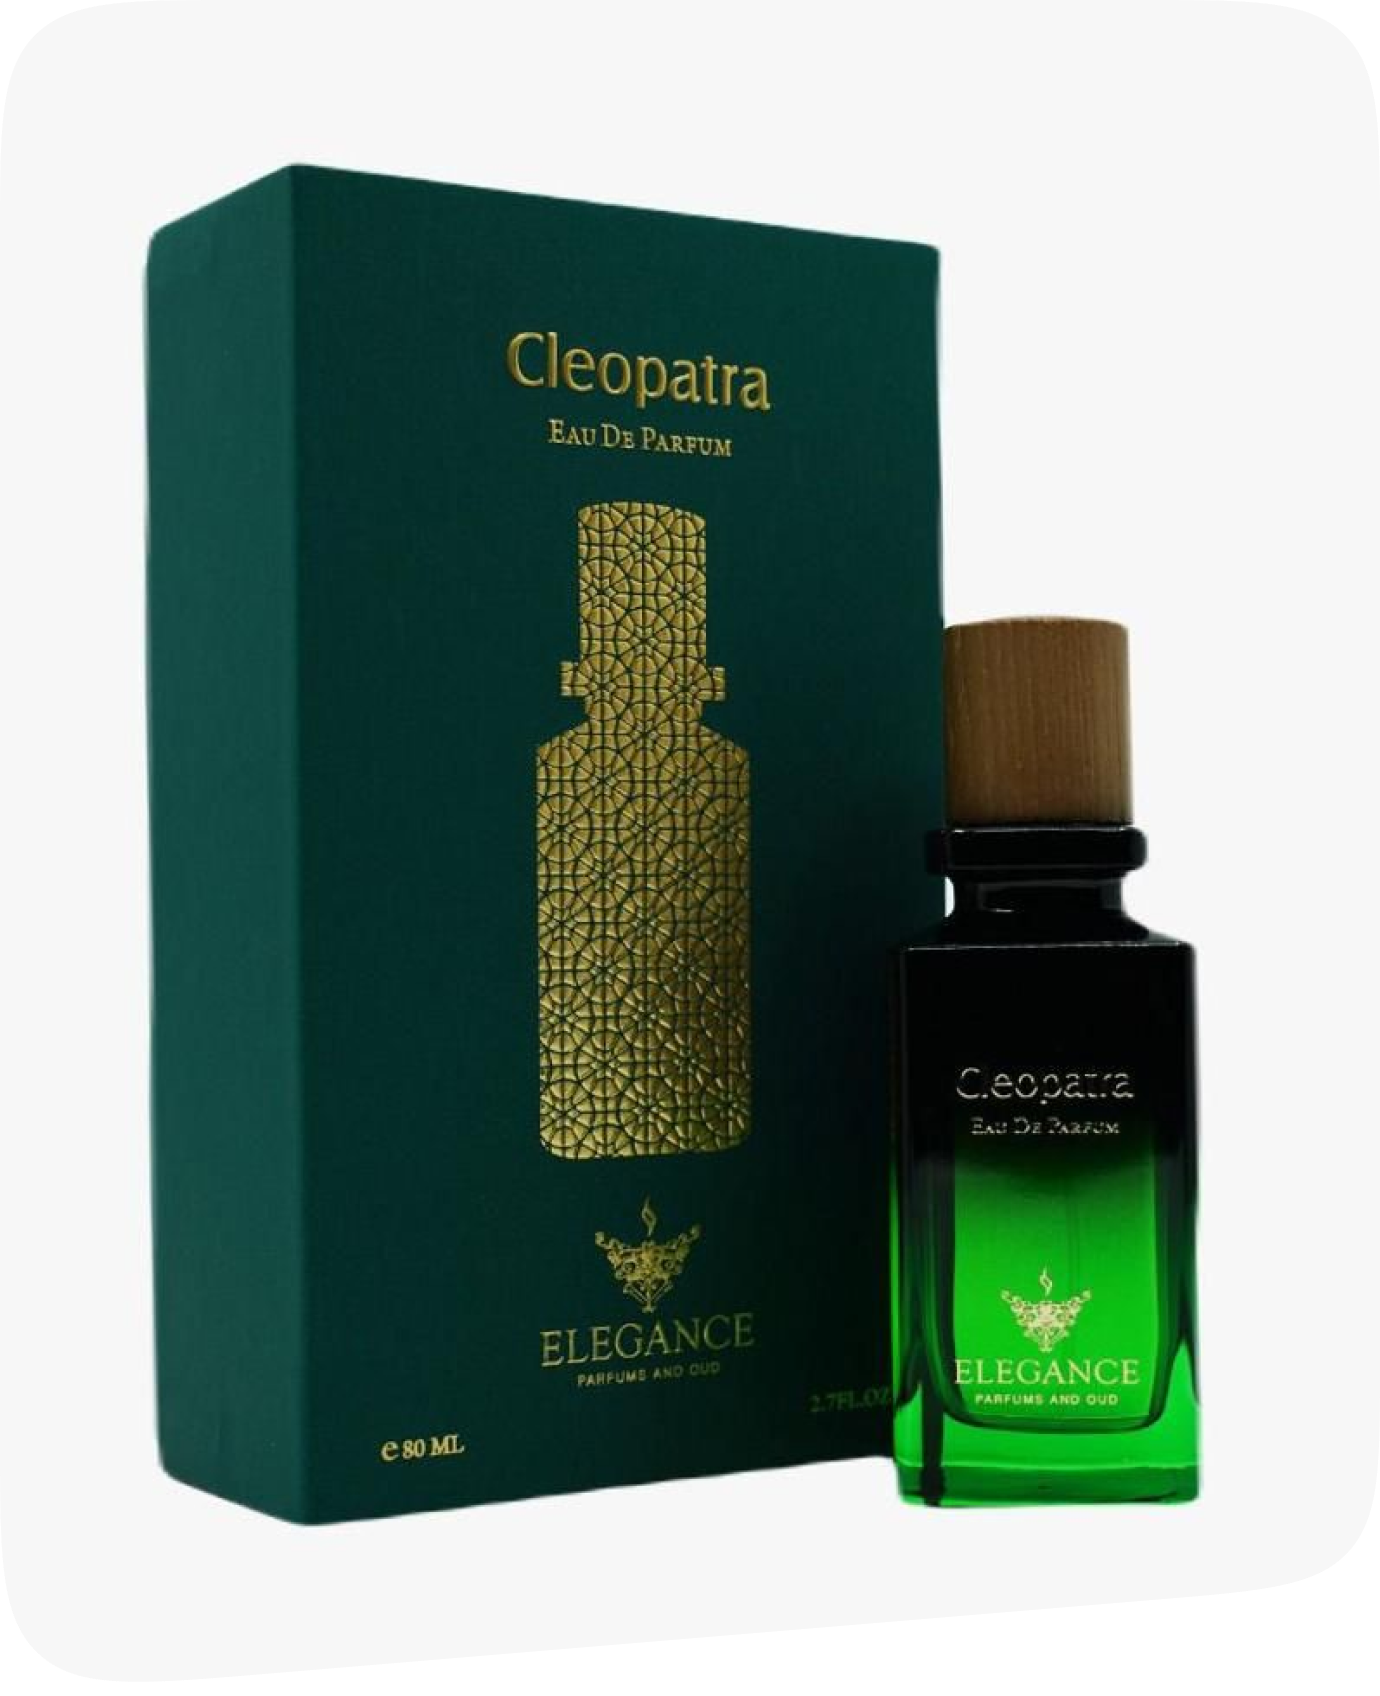 Cleopatra
EAU DE PARFUM
ELEGANCE
PARFUMS AND OUD
℮ 80 ML
2.7FL.OZ
Cleopatra
EAU DE PARFUM
ELEGANCE
PARFUMS AND OUD